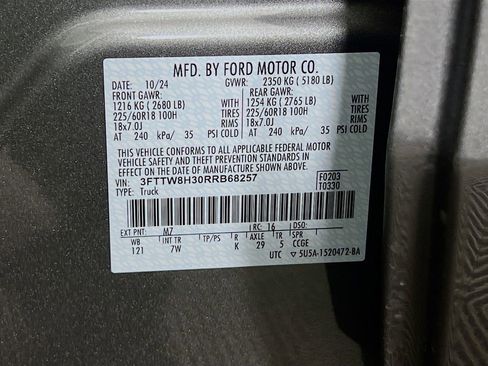 MFD. BY FORD MOTOR CO.
DATE: 10/24 GVWR: 2350 KG ( 5180 LB)
FRONT GAWR: REAR GAWR:
1216 KG ( 2680 LB) WITH 1254 KG ( 2765 LB) WITH
225/60R18 100H TIRES 225/60R18 100H TIRES
18x7.0J RIMS 18x7.0J RIMS
AT 240 kPa/ 35 PSI COLD AT 240 kPa/ 35 PSI COLD
THIS VEHICLE CONFORMS TO ALL APPLICABLE FEDERAL MOTOR
VEHICLE SAFETY AND THEFT PREVENTION STANDARDS IN EFFECT
ON THE DATE OF MANUFACTURE SHOWN ABOVE.
VIN: 3FTTW8H30RRB68257 F0203
TYPE: Truck T0330
EXT PNT: M7 RC: 16 DSO:
WB INT TR TP/PS R AXLE TR SPR
121 7W K 29 5 CCGE
UTC 5U5A-1520472-BA